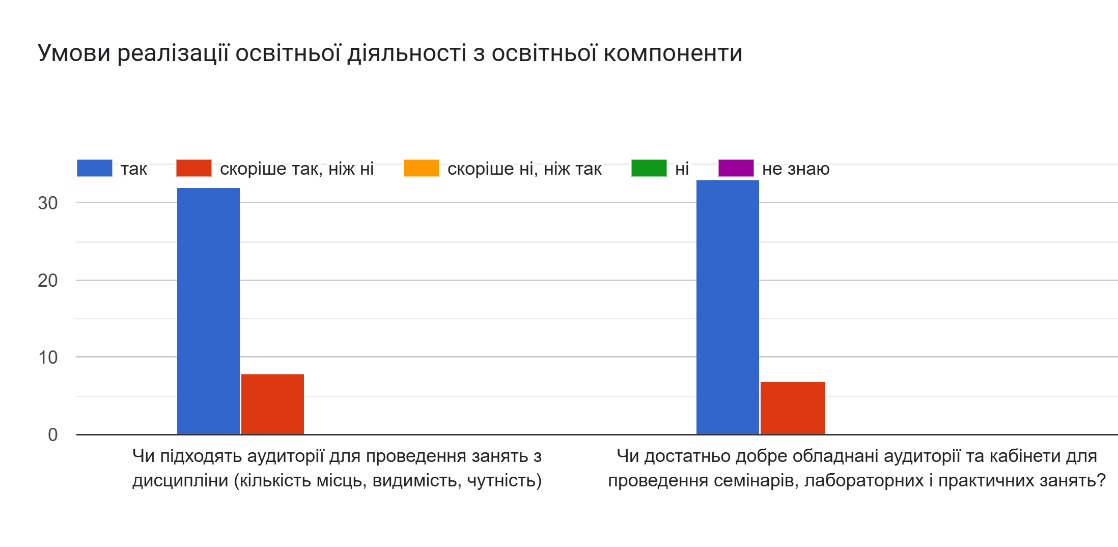 Умови реалізації освітньої діяльності з освітньої компоненти
так скоріше так, ніж ні скоріше ні, ніж так ні не знаю
30
20
10
0
Чи підходять аудиторії для проведення занять з
дисципліни (кількість місць, видимість, чутність)
Чи достатньо добре обладнані аудиторії та кабінети для
проведення семінарів, лабораторних і практичних занять?